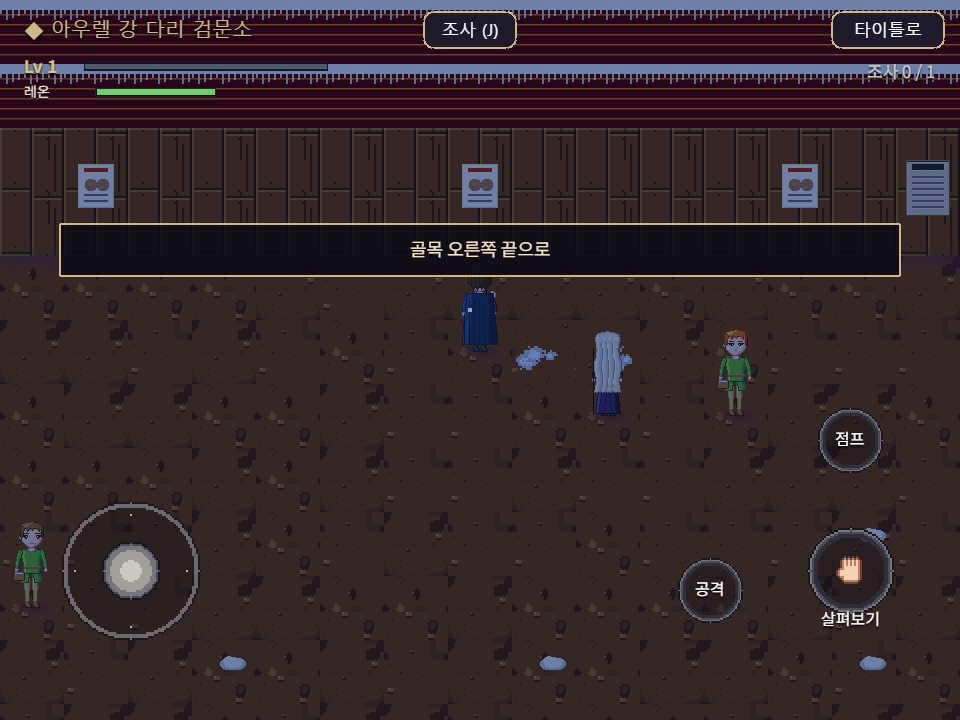 ◆ 아우렐 강 다리 검문소
조사 (J)
타이틀로
Lv 1
조사 0 / 1
레온
골목 오른쪽 끝으로
점프
공격
살펴보기